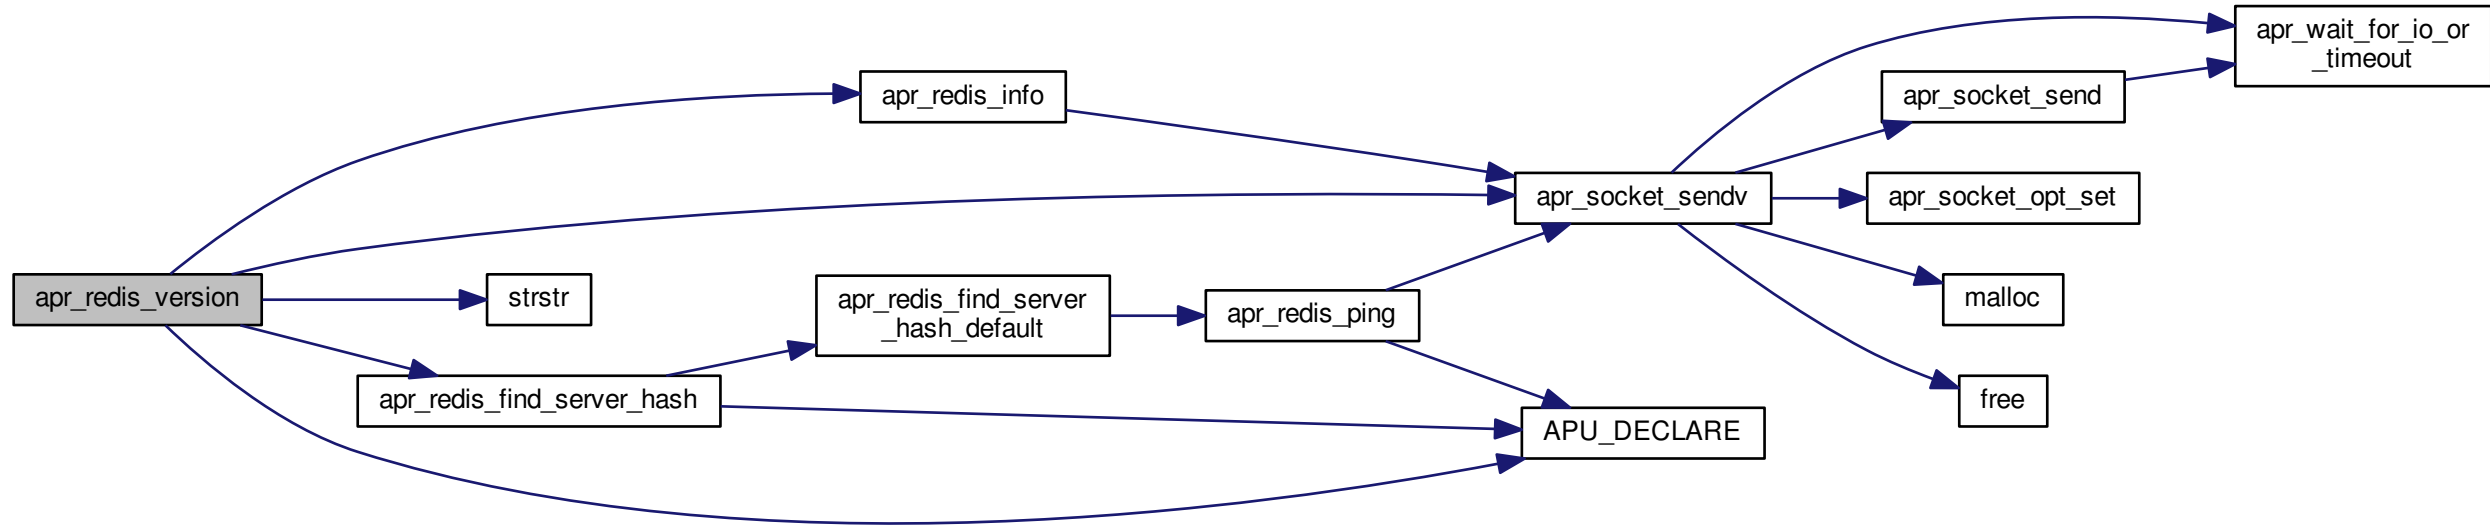 apr_wait_for_io_or
_timeout
apr_redis_info
apr_socket_send
apr_socket_sendv
apr_socket_opt_set
apr_redis_version
strstr
apr_redis_find_server
_hash_default
apr_redis_ping
malloc
apr_redis_find_server_hash
free
APU_DECLARE